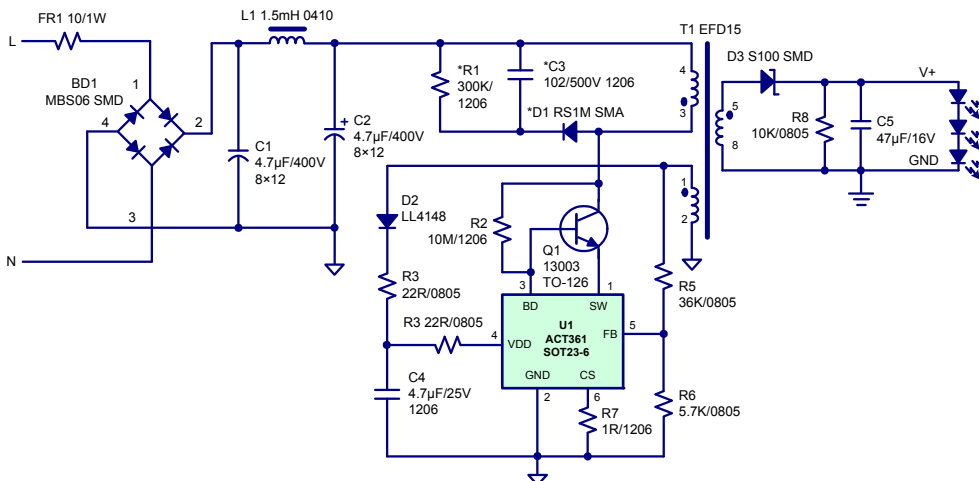 L1 1.5mH 0410
FR1 10/1W
L
T1 EFD15
D3 S100 SMD
V+
BD1
MBS06 SMD
1
2
4
3
*R1
300K/
1206
*C3
102/500V 1206
*D1 RS1M SMA
4
3
5
8
R8
10K/0805
C5
47µF/16V
GND
C1
4.7µF/400V
8×12
+
C2
4.7µF/400V
8×12
N
D2
LL4148
R2
10M/1206
Q1
13003
TO-126
1
2
R3
22R/0805
R5
36K/0805
3
1
BD
SW
R3 22R/0805
4
VDD
U1
ACT361
SOT23-6
FB
5
GND
CS
2
6
C4
4.7µF/25V
1206
R7
1R/1206
R6
5.7K/0805